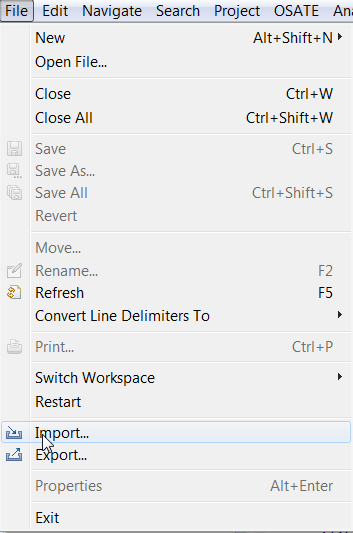 File Edit Navigate Search Project OSATE Ana
New Alt+Shift+N
Open File...
Close Ctrl+W
Close All Ctrl+Shift+W
Save Ctrl+S
Save As...
Save All Ctrl+Shift+S
Revert
Move...
Rename... F2
Refresh F5
Convert Line Delimiters To
Print... Ctrl+P
Switch Workspace
Restart
Import...
Export...
Properties Alt+Enter
Exit